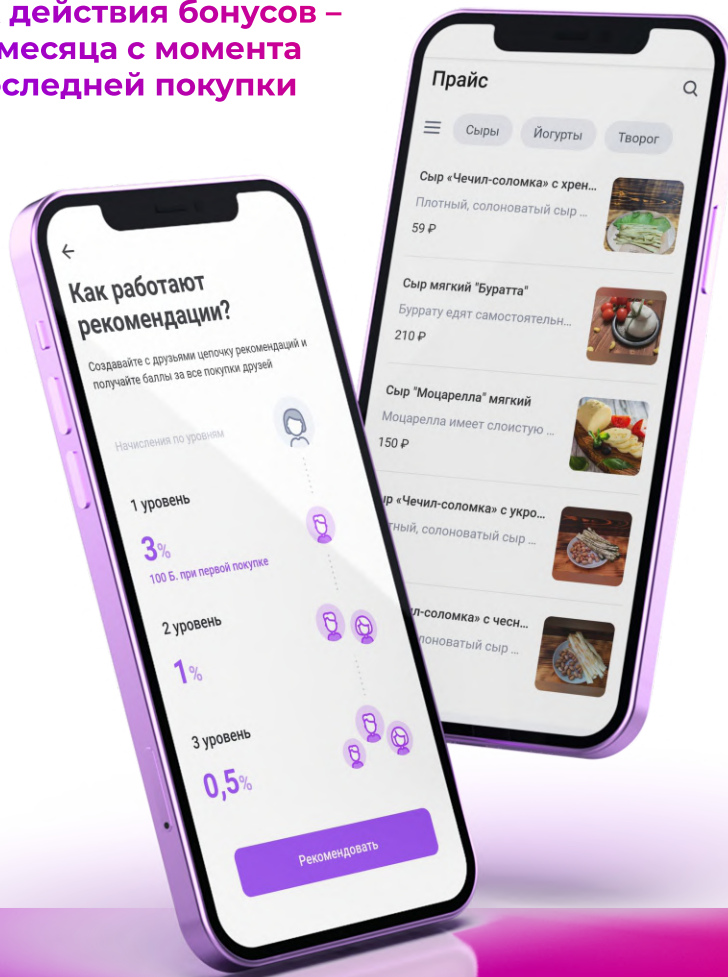 действия бонусов –
месяца с момента
последней покупки
Прайс
Сыры
Йогурты
Творог
Сыр «Чечил-соломка» с хрен...
Плотный, солоноватый сыр ...
59 ₽
Сыр мягкий "Буратта"
Буррату едят самостоятельн...
210 ₽
Сыр "Моцарелла" мягкий
Моцарелла имеет слоистую ...
150 ₽
ыр «Чечил-соломка» с укро...
тный, солоноватый сыр ...
л-соломка» с чесн...
лоноватый сыр ...
Как работают
рекомендации?
Создавайте с друзьями цепочку рекомендаций и
получайте баллы за все покупки друзей
Начисления по уровням
1 уровень
3%
100 Б. при первой покупке
2 уровень
1%
3 уровень
0,5%
Рекомендовать